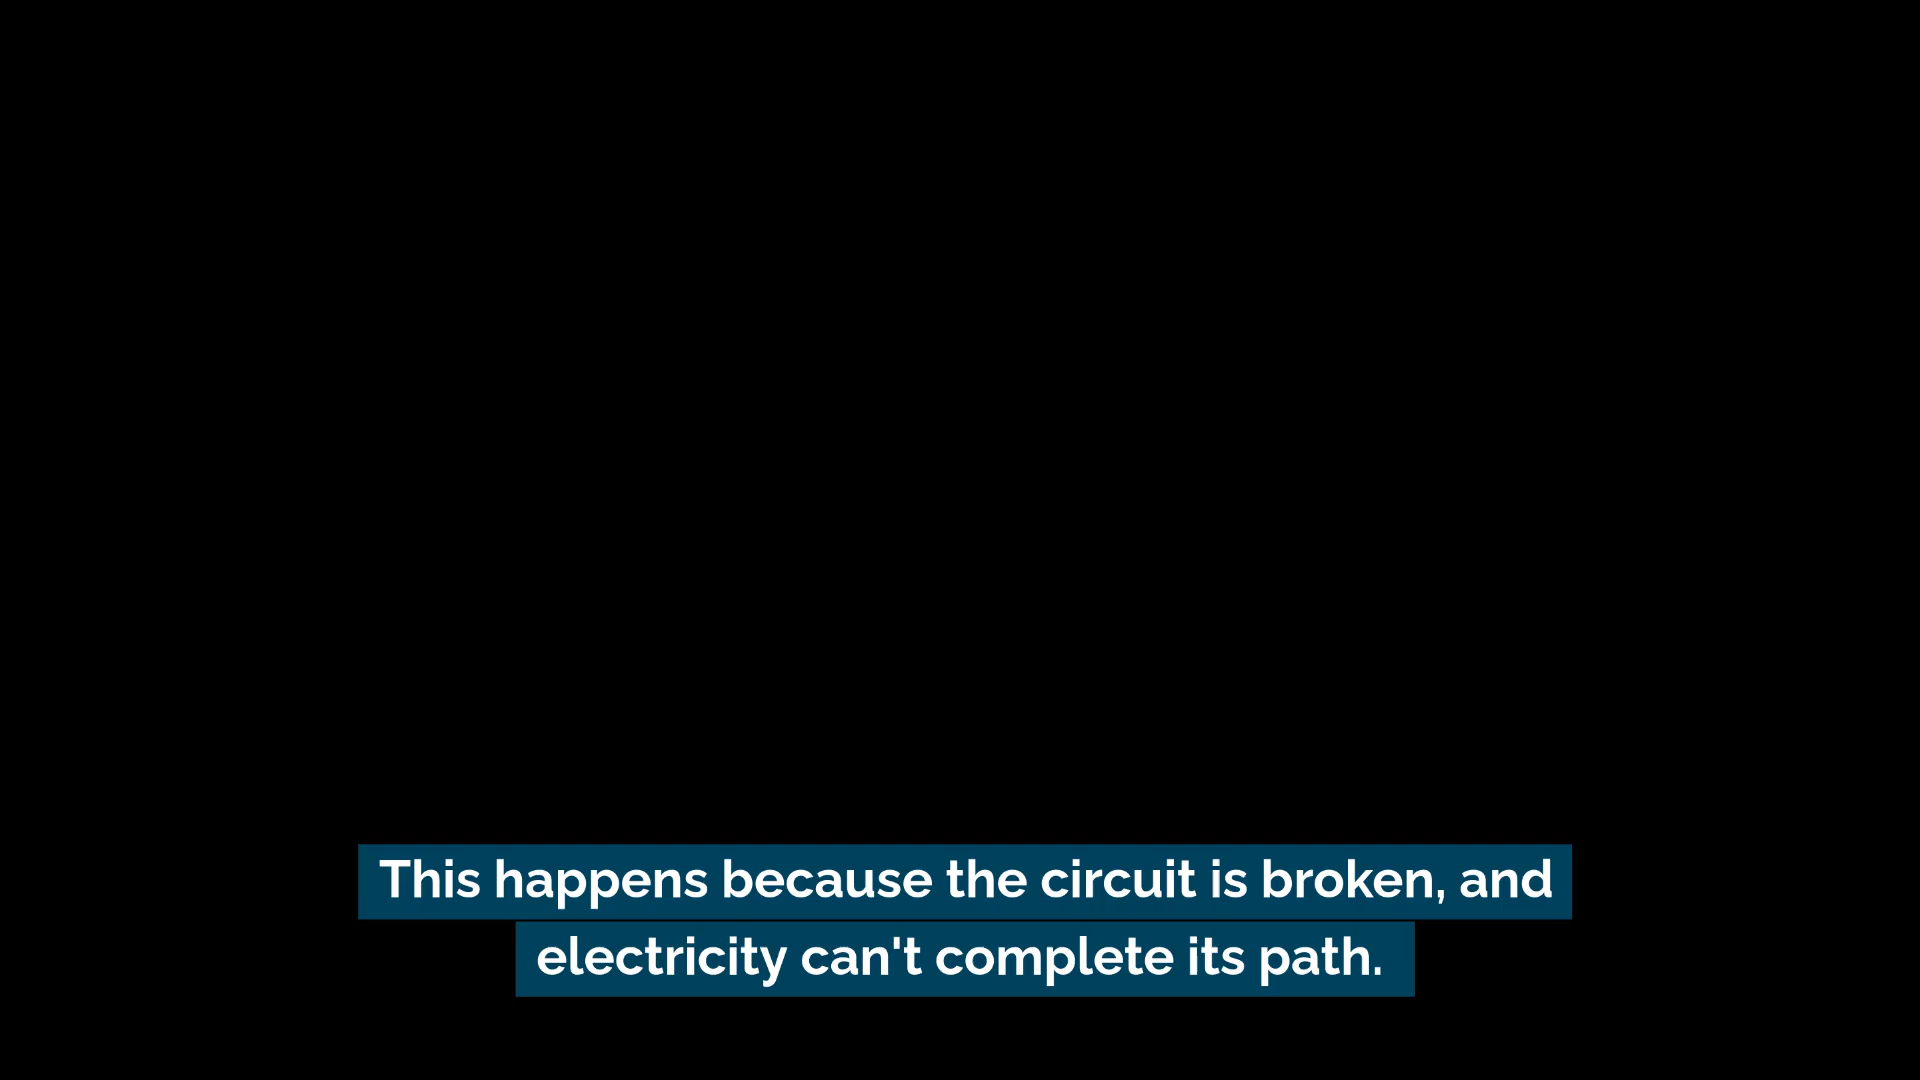 This happens because the circuit is broken, and
electricity can't complete its path.